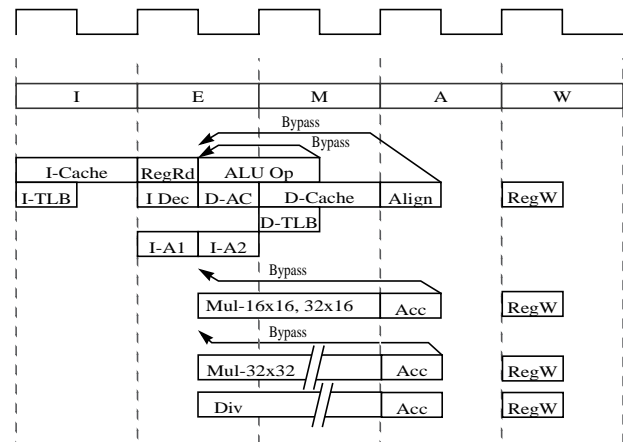 I E M A W
Bypass
Bypass
I-Cache RegRd ALU Op
I-TLB I Dec D-AC D-Cache Align RegW
D-TLB
I-A1 I-A2
Bypass
Mul-16x16, 32x16 Acc RegW
Bypass
Mul-32x32 Acc RegW
Div Acc RegW